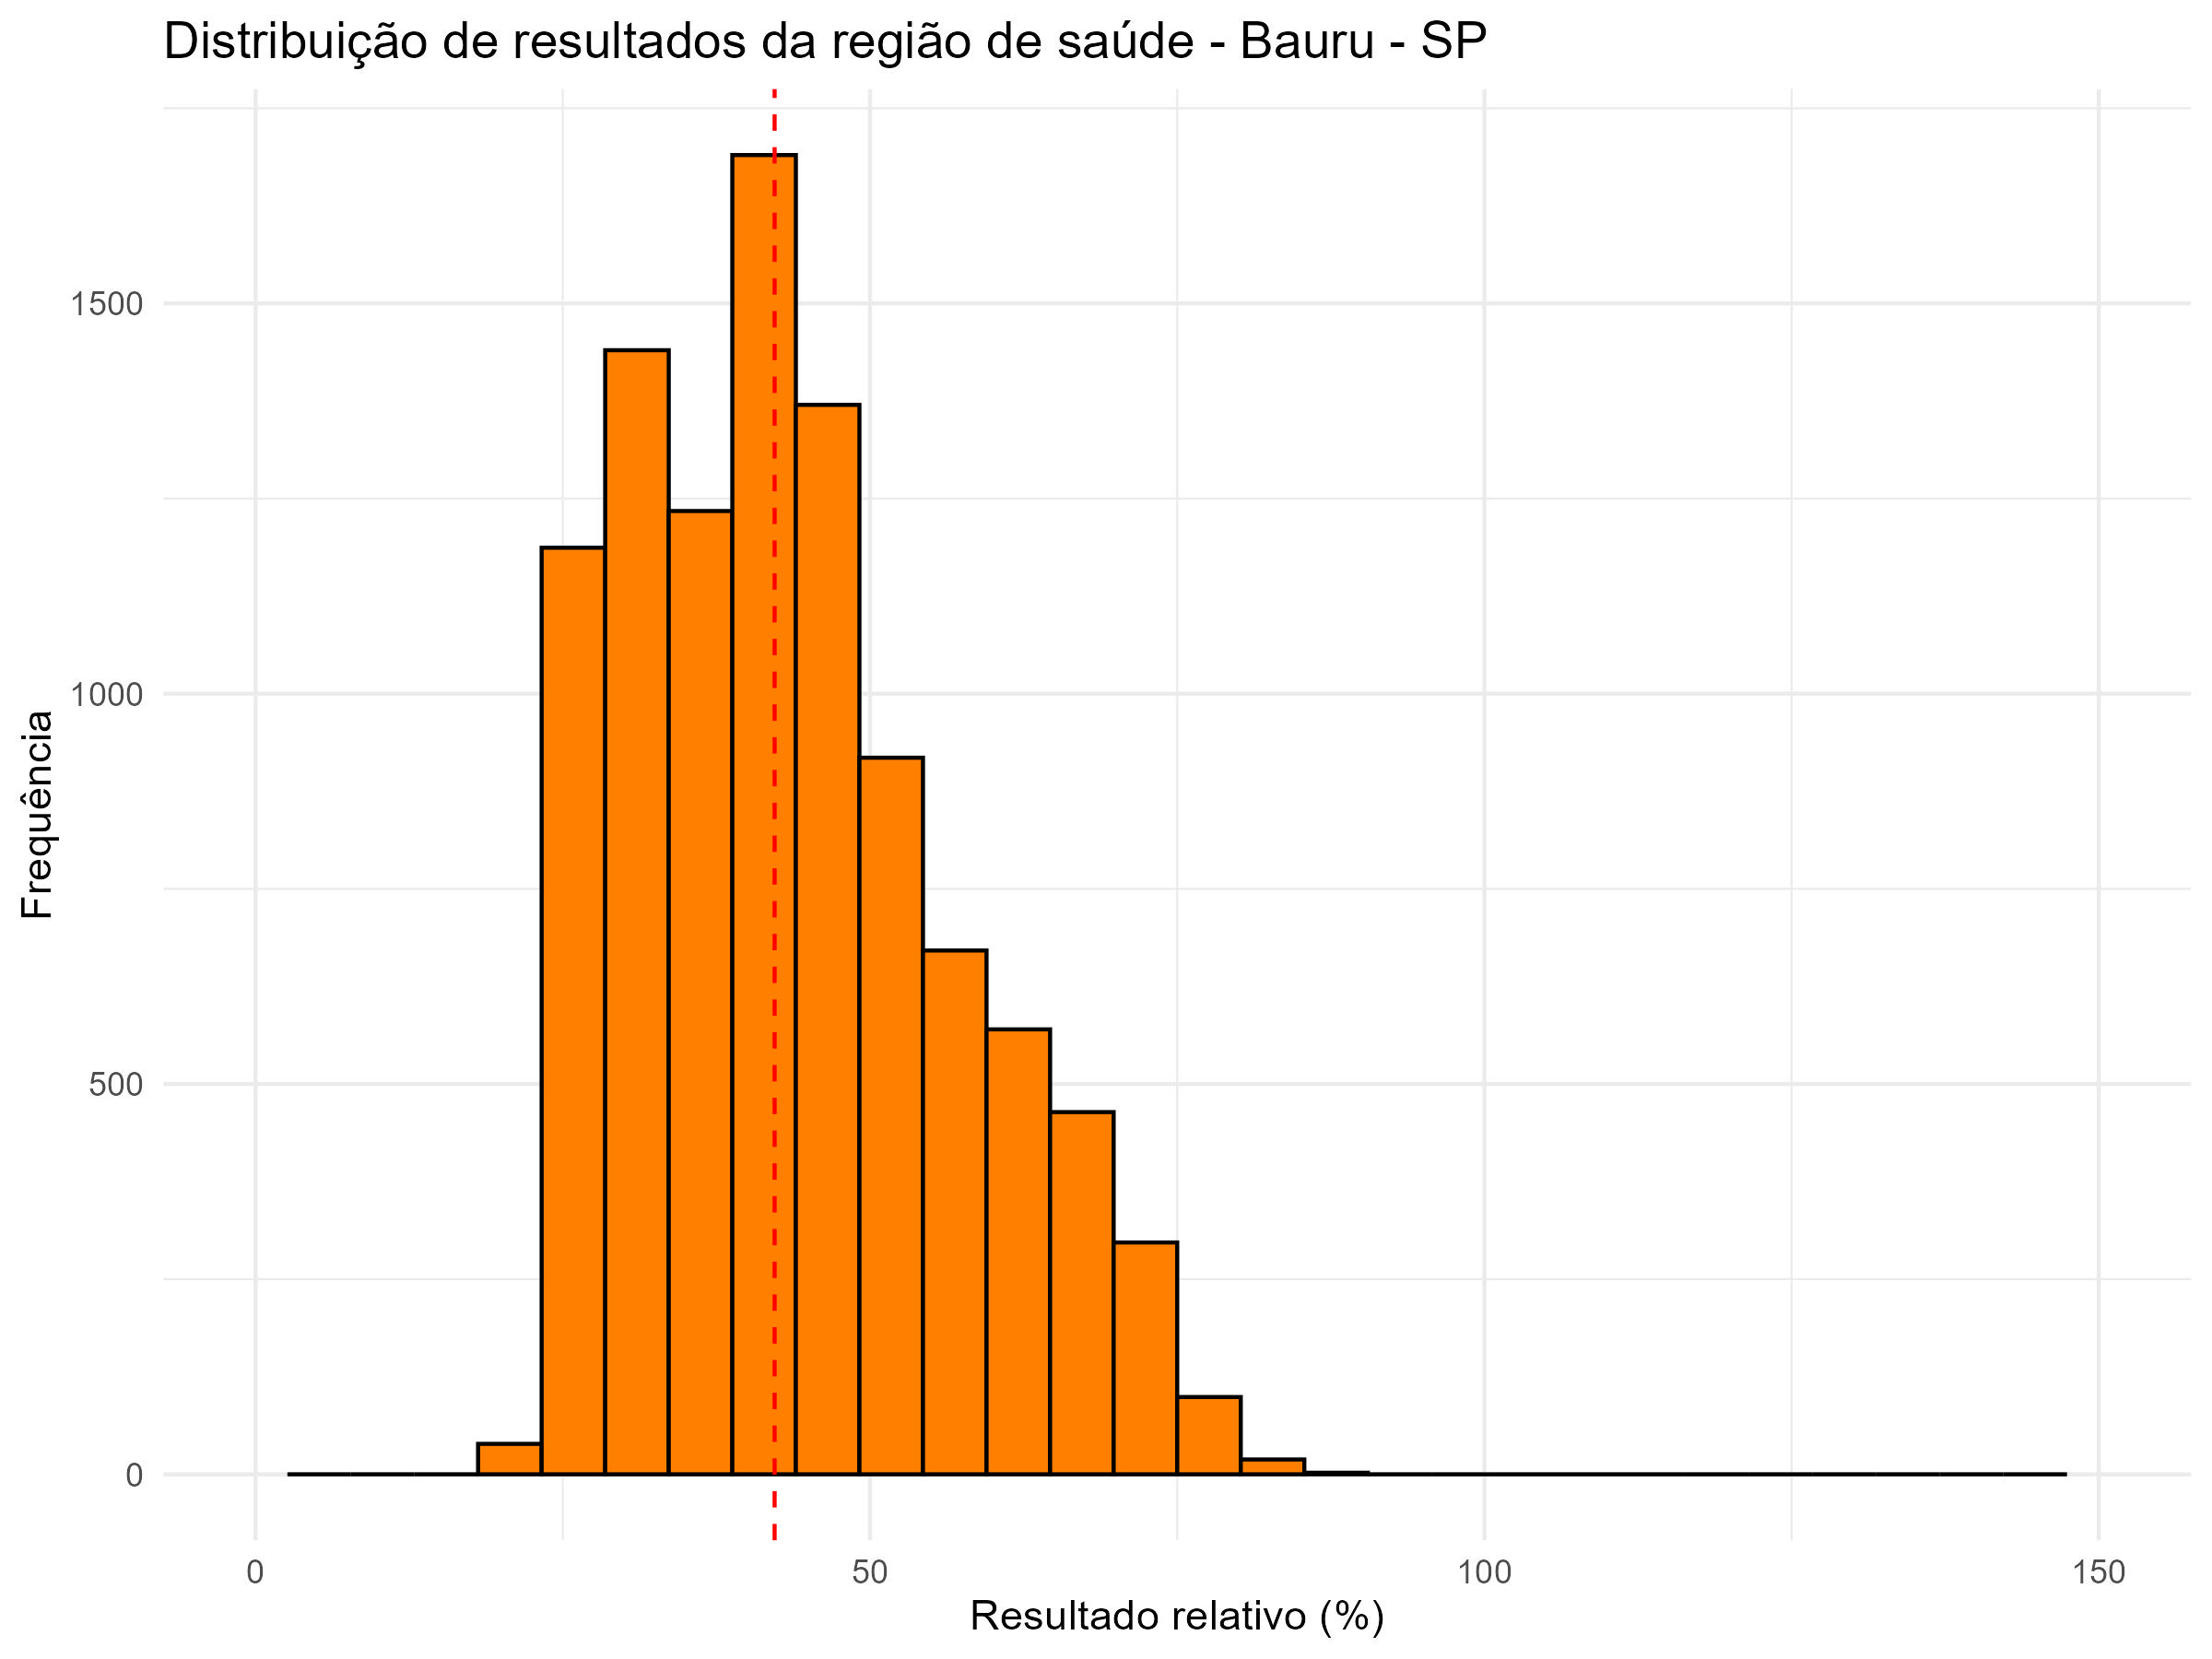 Distribuição de resultados da região de saúde - Bauru - SP
Frequência
1500
1000
500
0
0 50 100 150
Resultado relativo (%)